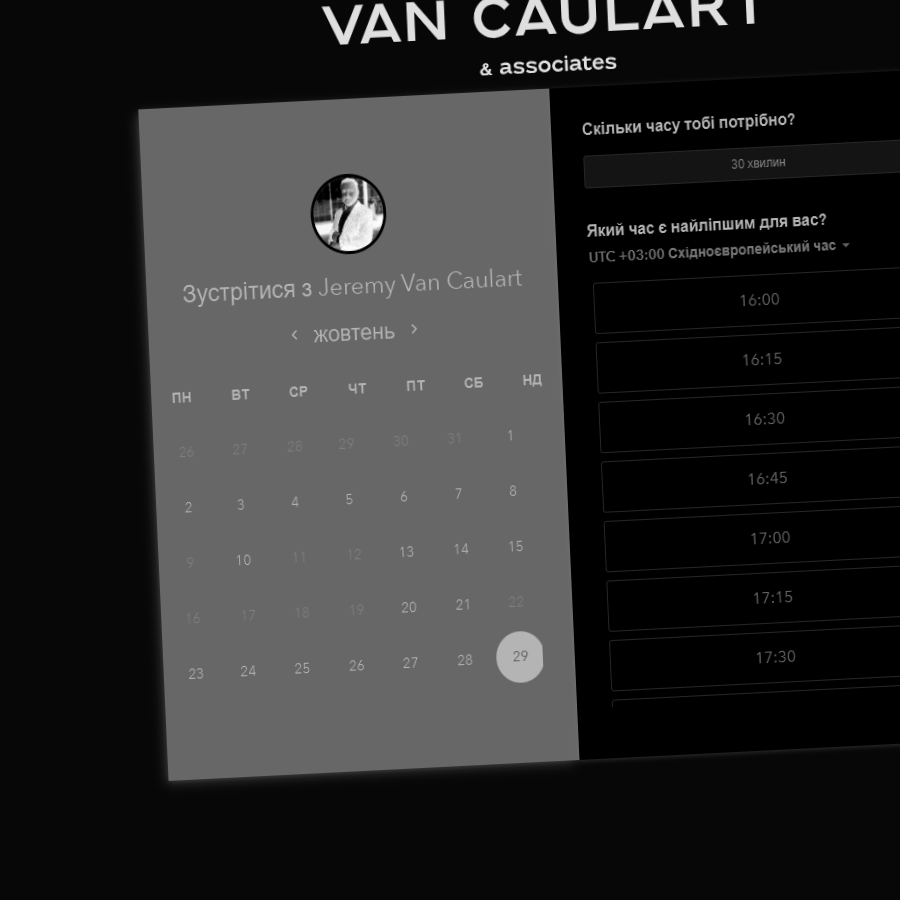 VAN CAULART
& associates
Зустрітися з Jeremy Van Caulart
жовтень
ПН ВТ СР ЧТ ПТ СБ НД
26 27 28 29 30 31 1
2 3 4 5 6 7 8
9 10 11 12 13 14 15
16 17 18 19 20 21 22
23 24 25 26 27 28 29
Скільки часу тобі потрібно?
30 хвилин
Який час є найліпшим для вас?
UTC +03:00 Східноєвропейський час
16:00
16:15
16:30
16:45
17:00
17:15
17:30